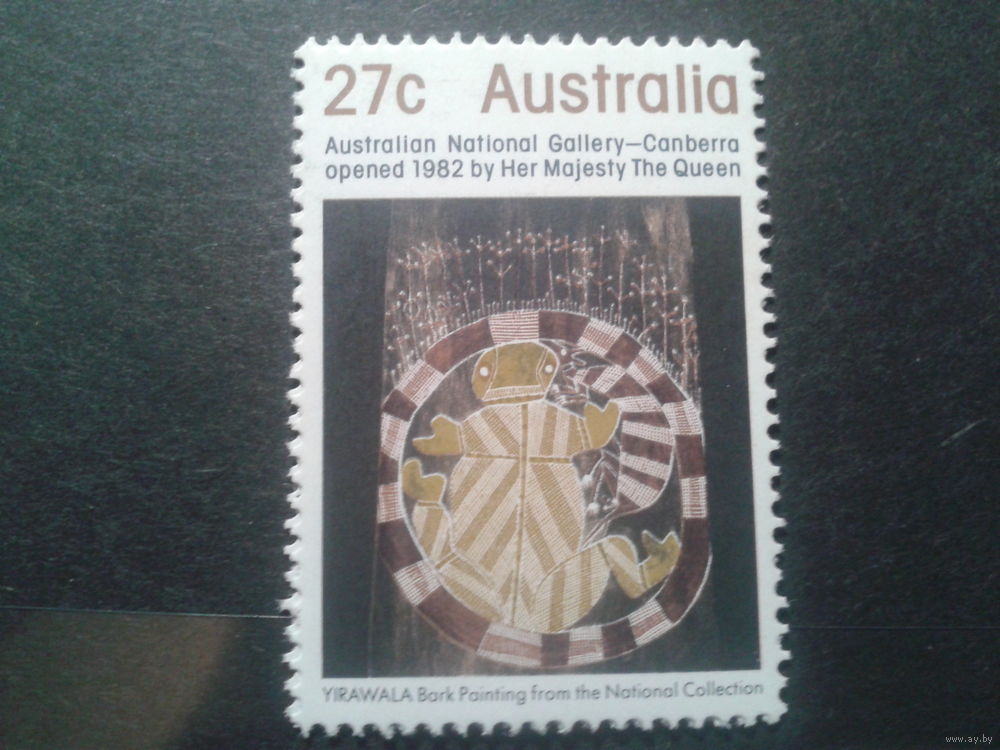 27c Australia
Australian National Gallery—Canberra
opened 1982 by Her Majesty The Queen
YIRAWALA Bark Painting from the National Collection
www.ay.by